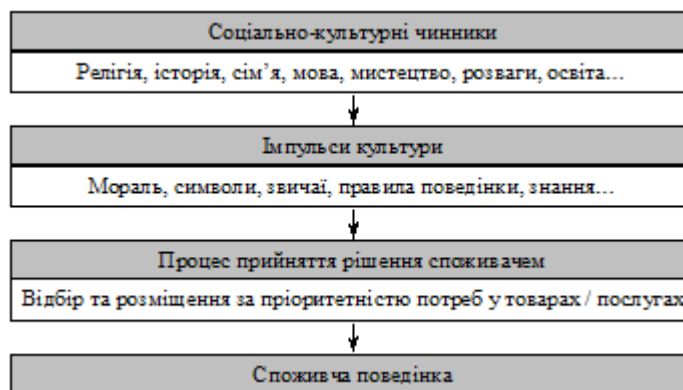 Соціально-культурні чинники
Релігія, історія, сім’я, мова, мистецтво, розваги, освіта…
Імпульси культури
Мораль, символи, звичаї, правила поведінки, знання…
Процес прийняття рішення споживачем
Відбір та розміщення за пріоритетністю потреб у товарах / послугах
Споживча поведінка